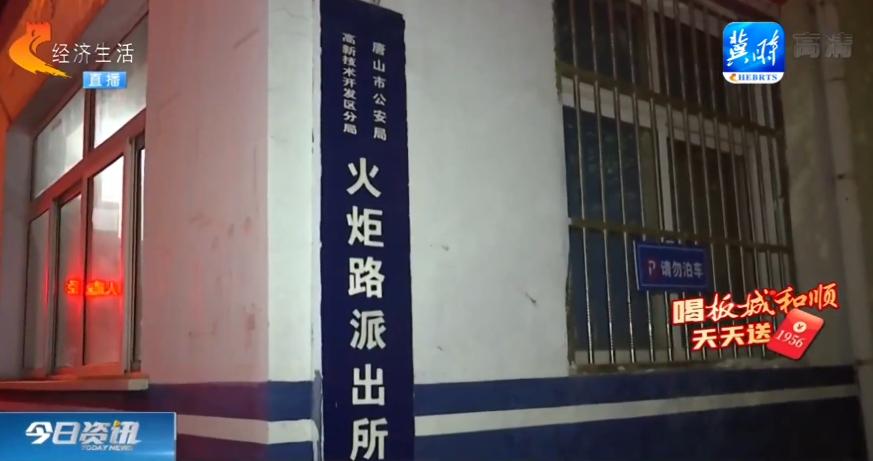 经济生活
直播
冀时
HEBRTS
高清
唐山市公安局
高新技术开发区分局
火炬路派出所
P 请勿泊车
喝板城和顺
天天送
1956
今日资讯
TODAY NEWS